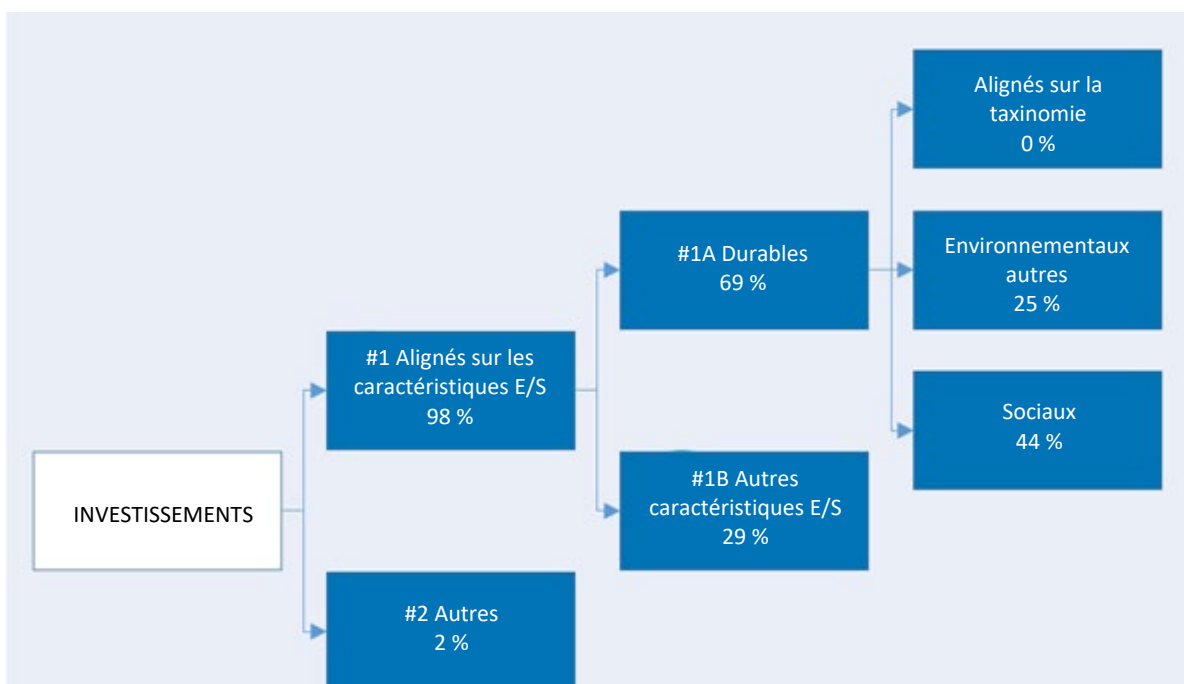 Alignés sur la
taxinomie
0 %
#1A Durables
69 %
Environnementaux
autres
25 %
#1 Alignés sur les
caractéristiques E/S
98 %
Sociaux
44 %
INVESTISSEMENTS
#1B Autres
caractéristiques E/S
29 %
#2 Autres
2 %